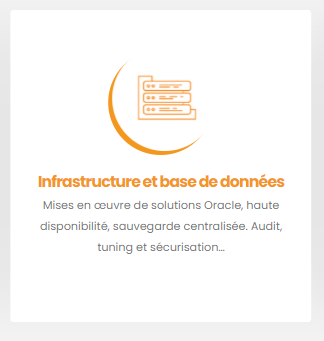 Infrastructure et base de données
Mises en œuvre de solutions Oracle, haute
disponibilité, sauvegarde centralisée. Audit,
tuning et sécurisation...